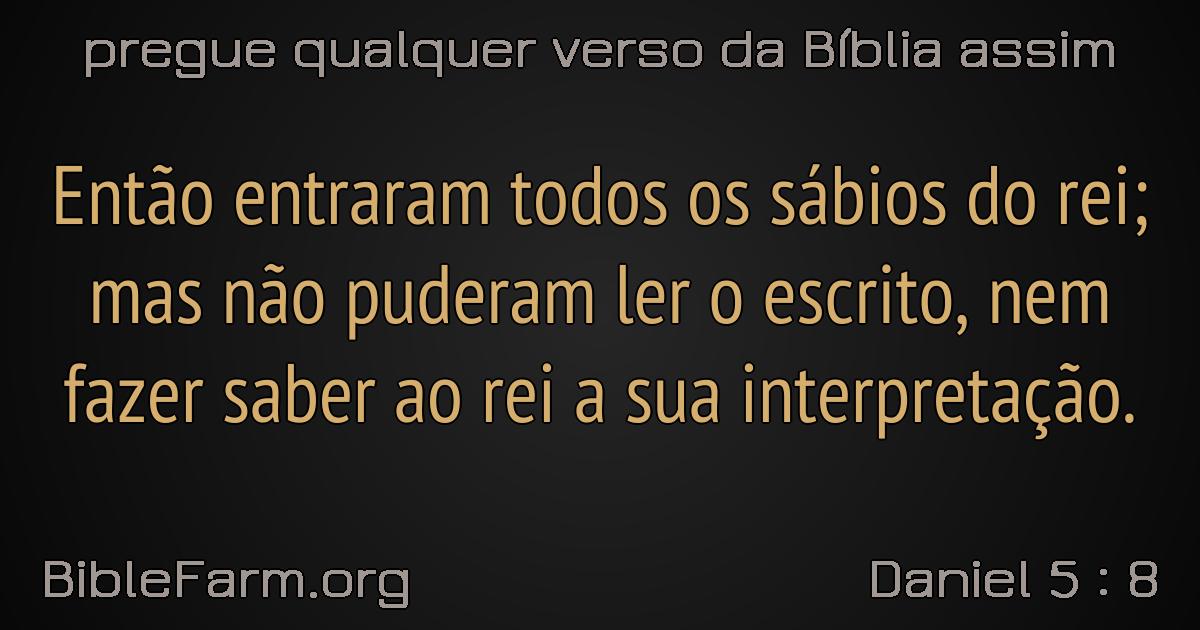 pregue qualquer verso da Bíblia assim
Então entraram todos os sábios do rei;
mas não puderam ler o escrito, nem
fazer saber ao rei a sua interpretação.
BibleFarm.org
Daniel 5 : 8